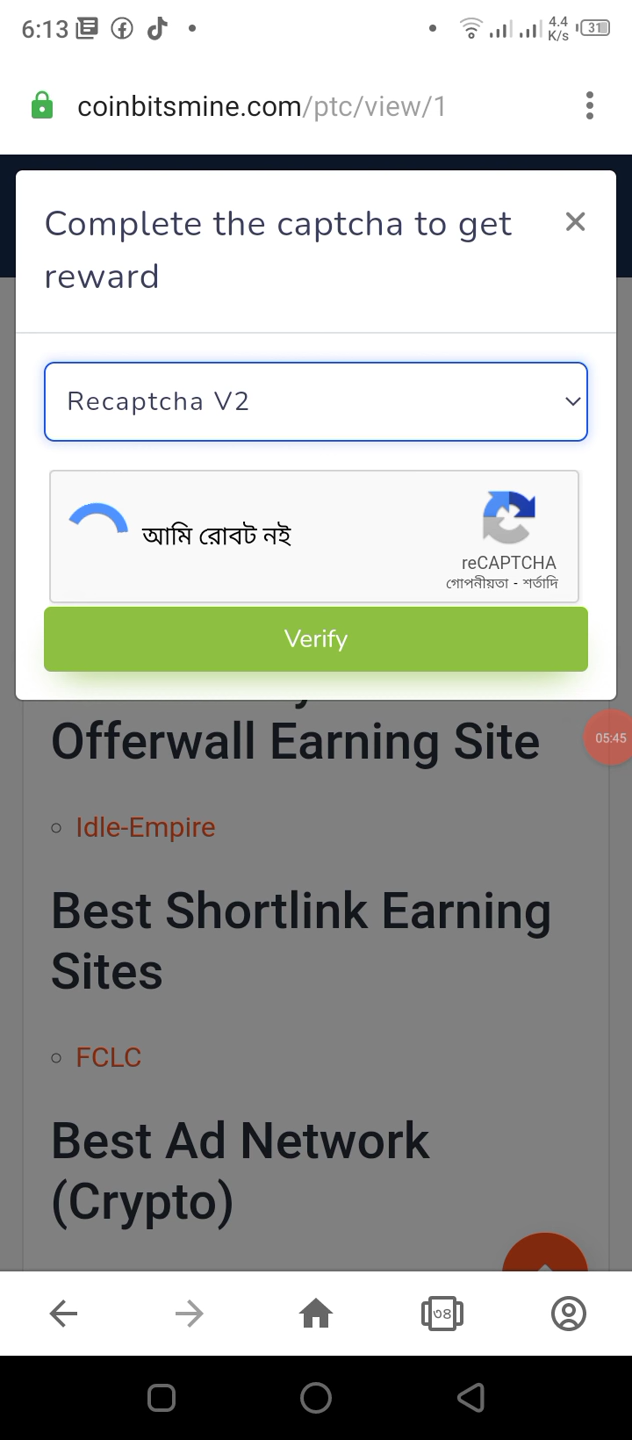 6:13
4.4
K/s
31
coinbitsmine.com/ptc/view/1
Complete the captcha to get
reward
Recaptcha V2
আমি রোবট নই
reCAPTCHA
গোপনীয়তা - শর্তাদি
Verify
Offerwall Earning Site
05:45
Idle-Empire
Best Shortlink Earning
Sites
FCLC
Best Ad Network
(Crypto)
৩৪